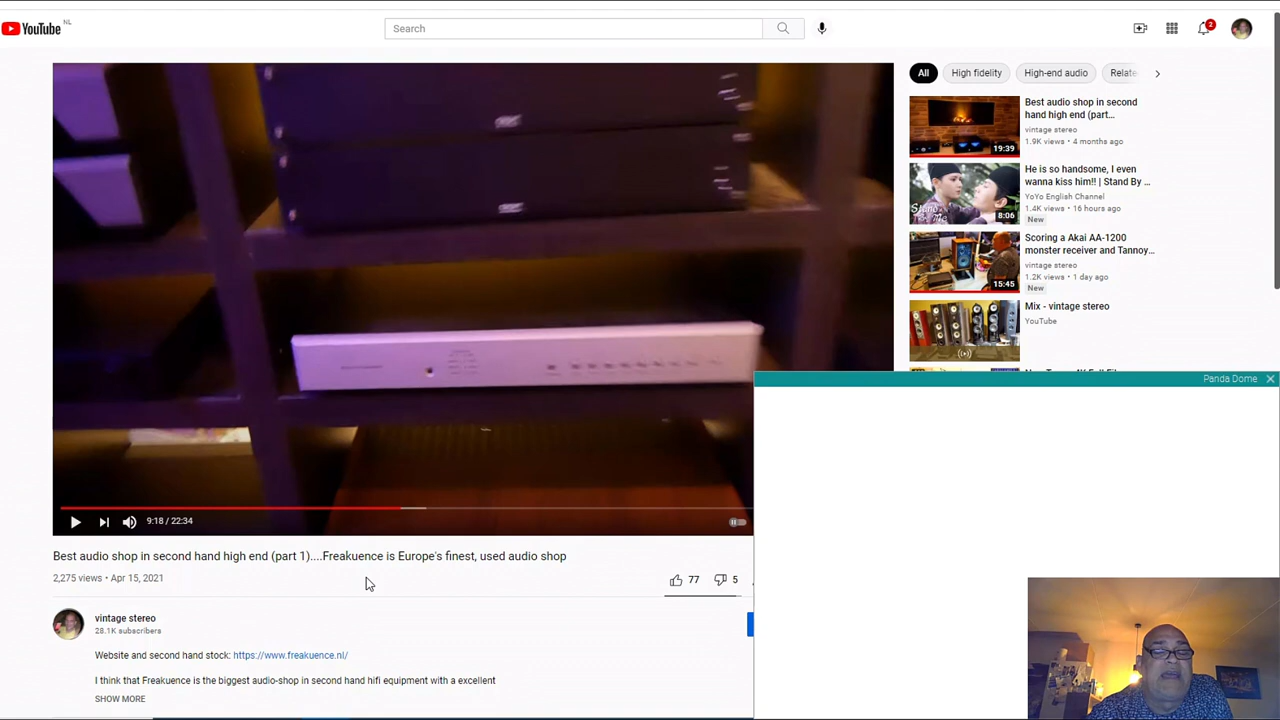 YouTube NL
Search
2
All
High fidelity
High-end audio
Relate
Best audio shop in second
hand high end (part...
vintage stereo
1.9K views • 4 months ago
19:39
He is so handsome, I even
wanna kiss him!! | Stand By ...
YoYo English Channel
1.4K views • 16 hours ago
New
Stand
For Me
8:06
Scoring a Akai AA-1200
monster receiver and Tannoy...
vintage stereo
1.2K views • 1 day ago
New
15:45
Mix - vintage stereo
YouTube
Panda Dome
9:18 / 22:34
Best audio shop in second hand high end (part 1)....Freakuence is Europe's finest, used audio shop
2,275 views • Apr 15, 2021
77
5
vintage stereo
28.1K subscribers
Website and second hand stock: https://www.freakuence.nl/
I think that Freakuence is the biggest audio-shop in second hand hifi equipment with a excellent
SHOW MORE